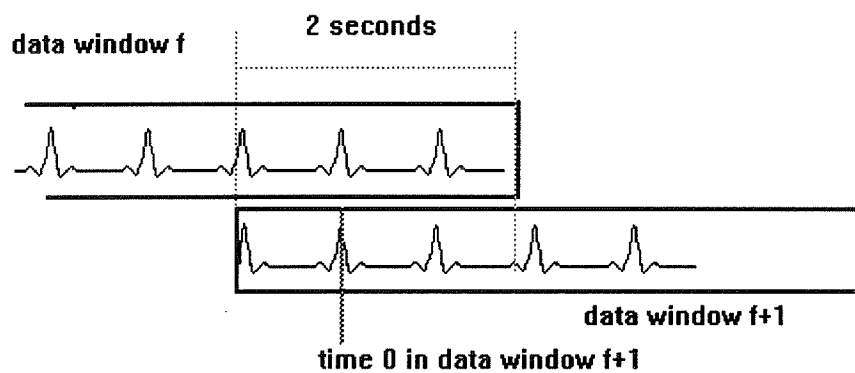 2 seconds
data window f
data window f+1
time 0 in data window f+1